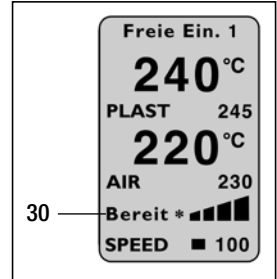 Freie Ein. 1
240°C
PLAST 245
220°C
AIR 230
30 Bereit *
SPEED ■ 100